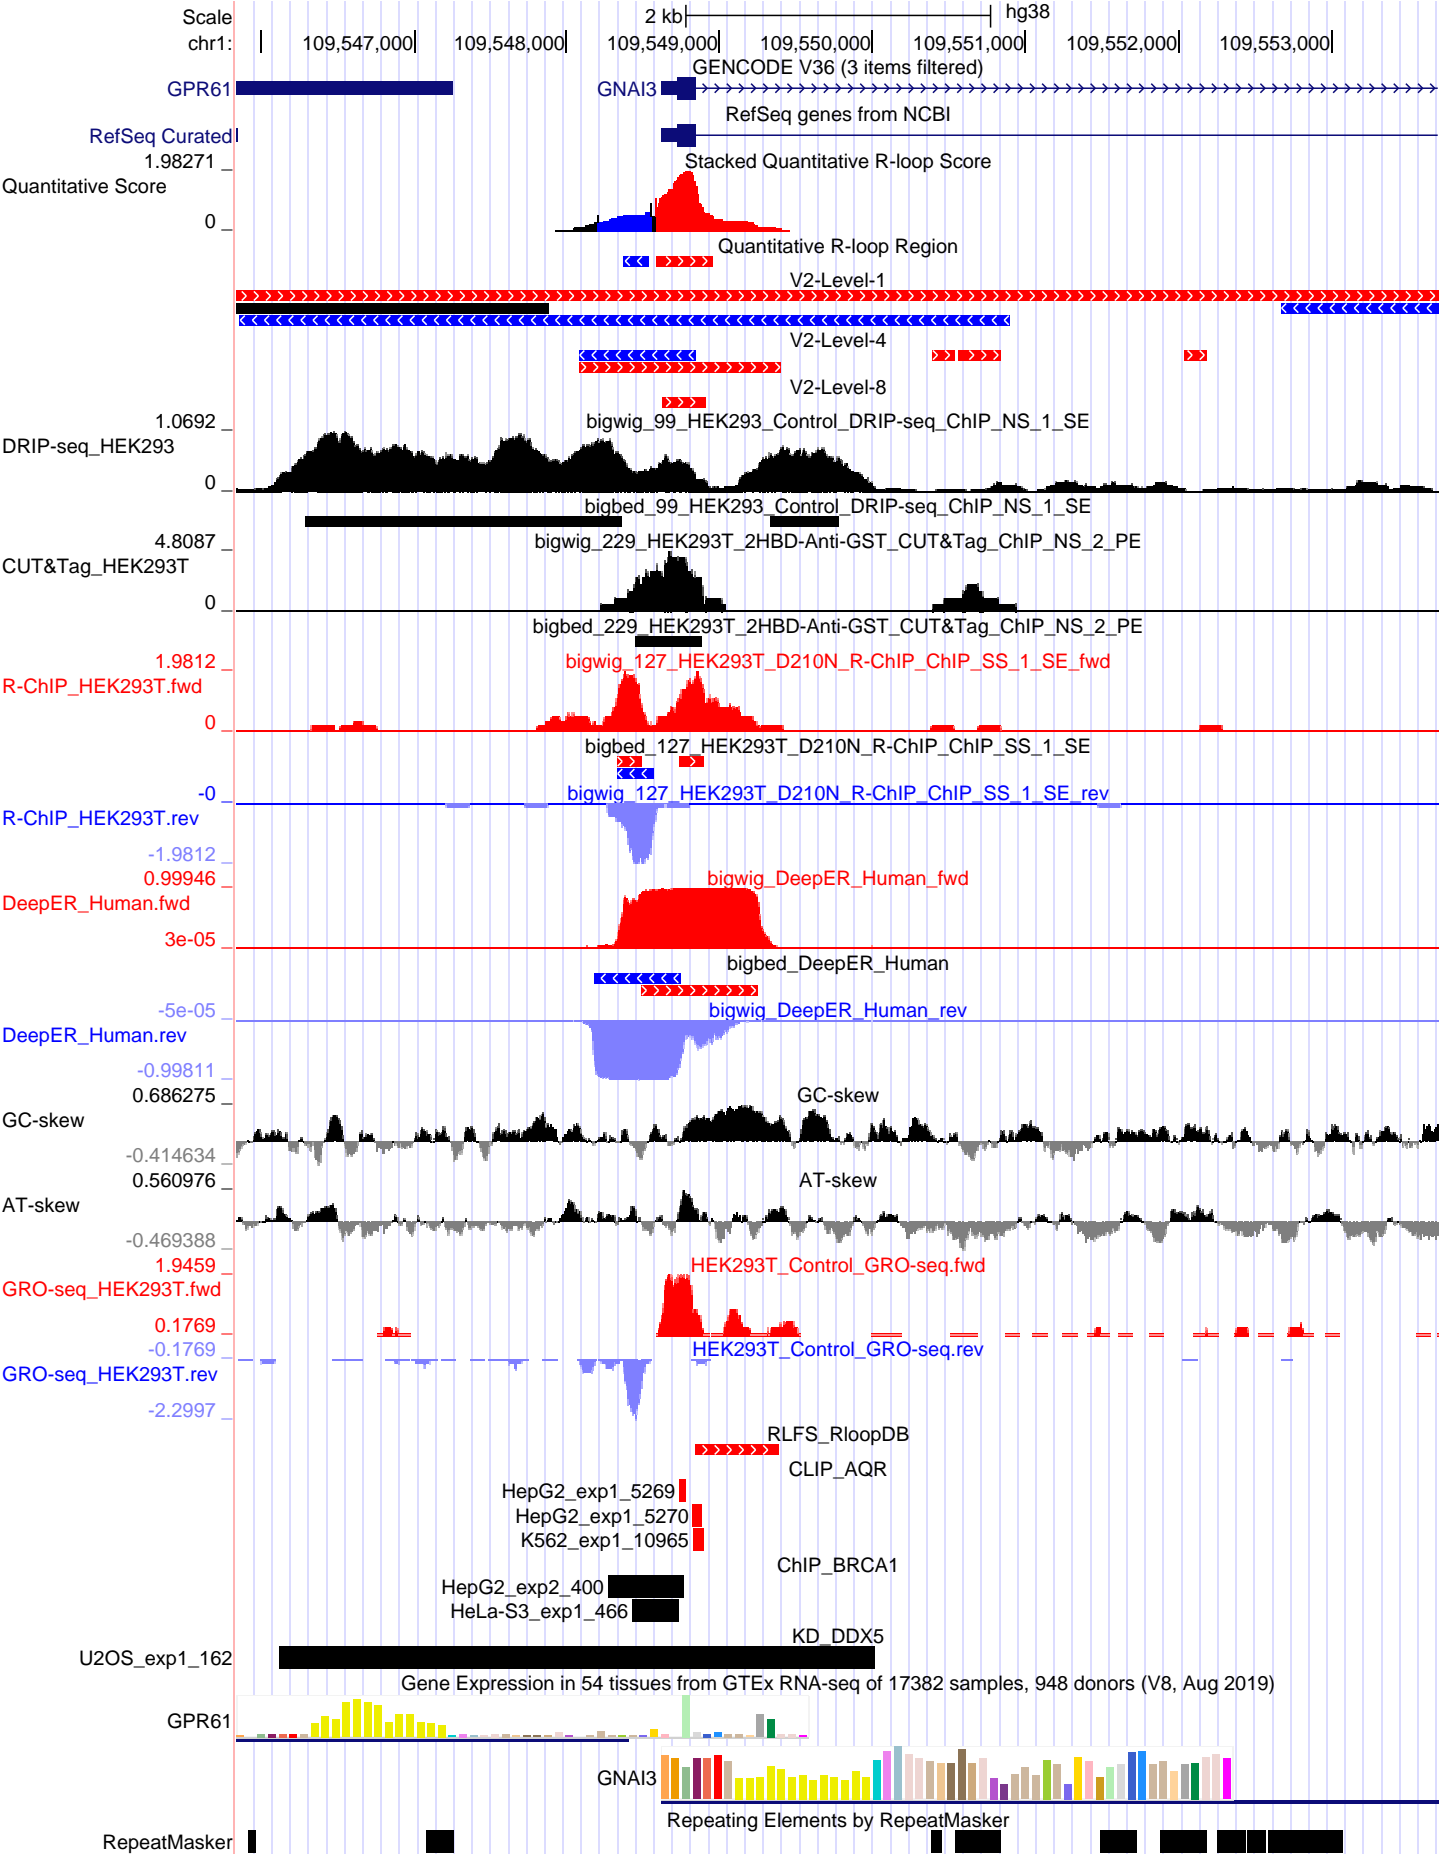 Scale 2 kb hg38
chr1: 109,547,000 109,548,000 109,549,000 109,550,000 109,551,000 109,552,000 109,553,000
GENCODE V36 (3 items filtered)
GPR61 GNAI3
RefSeq genes from NCBI
RefSeq Curated
1.98271 Stacked Quantitative R-loop Score
Quantitative Score
0
Quantitative R-loop Region
V2-Level-1
V2-Level-4
V2-Level-8
1.0692 bigwig_99_HEK293_Control_DRIP-seq_ChIP_NS_1_SE
DRIP-seq_HEK293
0
bigbed_99_HEK293_Control_DRIP-seq_ChIP_NS_1_SE
4.8087 bigwig_229_HEK293T_2HBD-Anti-GST_CUT&Tag_ChIP_NS_2_PE
CUT&Tag_HEK293T
0
bigbed_229_HEK293T_2HBD-Anti-GST_CUT&Tag_ChIP_NS_2_PE
1.9812 bigwig_127_HEK293T_D210N_R-ChIP_ChIP_SS_1_SE_fwd
R-ChIP_HEK293T.fwd
0
bigbed_127_HEK293T_D210N_R-ChIP_ChIP_SS_1_SE
-0 bigwig_127_HEK293T_D210N_R-ChIP_ChIP_SS_1_SE_rev
R-ChIP_HEK293T.rev
-1.9812
0.99946 bigwig_DeepER_Human_fwd
DeepER_Human.fwd
3e-05
bigbed_DeepER_Human
-5e-05 bigwig_DeepER_Human_rev
DeepER_Human.rev
-0.99811
0.686275 GC-skew
GC-skew
-0.414634
0.560976 AT-skew
AT-skew
-0.469388
1.9459 HEK293T_Control_GRO-seq.fwd
GRO-seq_HEK293T.fwd
0.1769
-0.1769 HEK293T_Control_GRO-seq.rev
GRO-seq_HEK293T.rev
-2.2997
RLFS_RloopDB
CLIP_AQR
HepG2_exp1_5269
HepG2_exp1_5270
K562_exp1_10965
ChIP_BRCA1
HepG2_exp2_400
HeLa-S3_exp1_466
KD_DDX5
U2OS_exp1_162
Gene Expression in 54 tissues from GTEx RNA-seq of 17382 samples, 948 donors (V8, Aug 2019)
GPR61
GNAI3
Repeating Elements by RepeatMasker
RepeatMasker